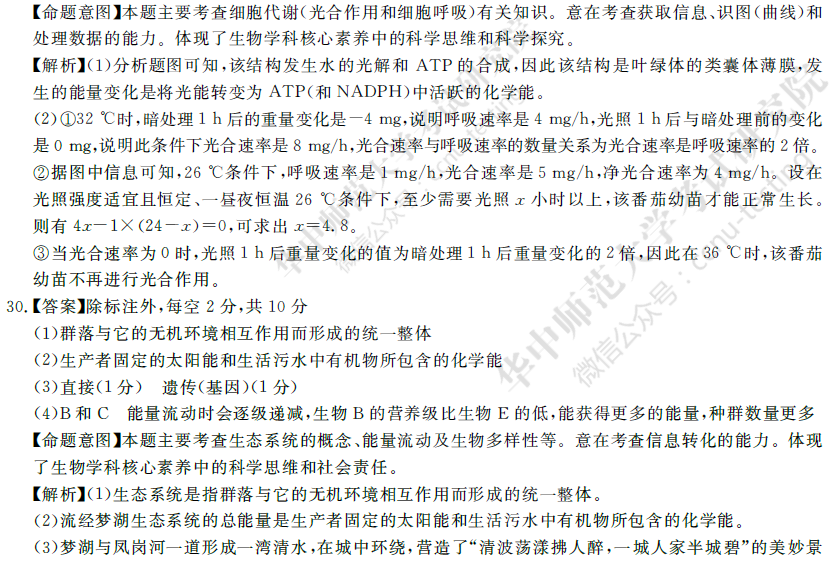 【命题意图】本题主要考查细胞代谢(光合作用和细胞呼吸)有关知识。意在考查获取信息、识图(曲线)和
处理数据的能力。体现了生物学科核心素养中的科学思维和科学探究。
【解析】(1)分析题图可知,该结构发生水的光解和 ATP 的合成,因此该结构是叶绿体的类囊体薄膜,发
生的能量变化是将光能转变为 ATP(和 NADPH)中活跃的化学能。
(2)①32 ℃时,暗处理 1 h 后的重量变化是-4 mg,说明呼吸速率是 4 mg/h,光照 1 h 后与暗处理前的变化
是 0 mg,说明此条件下光合速率是 8 mg/h,光合速率与呼吸速率的数量关系为光合速率是呼吸速率的 2 倍。
②据图中信息可知,26 ℃条件下,呼吸速率是 1 mg/h,光合速率是 5 mg/h,净光合速率为 4 mg/h。设在
光照强度适宜且恒定、一昼夜恒温 26 ℃条件下,至少需要光照 x 小时以上,该番茄幼苗才能正常生长。
则有 4x-1×(24-x)=0,可求出 x=4.8。
③当光合速率为 0 时,光照 1 h 后重量变化的值为暗处理 1 h 后重量变化的 2 倍,因此在 36 ℃时,该番茄
幼苗不再进行光合作用。
30.【答案】除标注外,每空 2 分,共 10 分
(1)群落与它的无机环境相互作用而形成的统一整体
(2)生产者固定的太阳能和生活污水中有机物所包含的化学能
(3)直接(1 分) 遗传(基因)(1 分)
(4)B 和 C 能量流动时会逐级递减,生物 B 的营养级比生物 E 的低,能获得更多的能量,种群数量更多
【命题意图】本题主要考查生态系统的概念、能量流动及生物多样性等。意在考查信息转化的能力。体现
了生物学科核心素养中的科学思维和社会责任。
【解析】(1)生态系统是指群落与它的无机环境相互作用而形成的统一整体。
(2)流经梦湖生态系统的总能量是生产者固定的太阳能和生活污水中有机物所包含的化学能。
(3)梦湖与凤岗河一道形成一湾清水,在城中环绕,营造了“清波荡漾拂人醉,一城人家半城碧”的美妙景
华中师范大学考试研究院
微信公众号:ccnu-testing
华中师范大学考试研究院
微信公众号:ccnu-testing